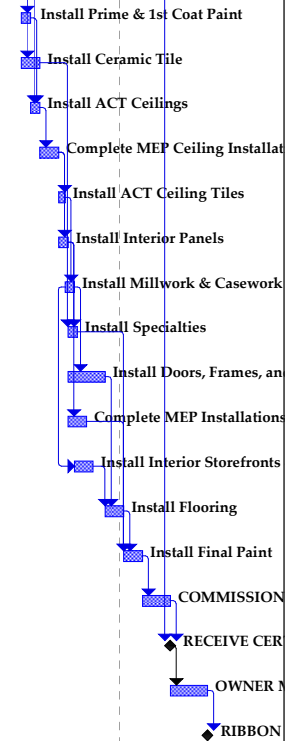 Install Prime & 1st Coat Paint
Install Ceramic Tile
Install ACT Ceilings
Complete MEP Ceiling Installat
Install ACT Ceiling Tiles
Install Interior Panels
Install Millwork & Casework
Install Specialties
Install Doors, Frames, an
Complete MEP Installations
Install Interior Storefronts
Install Flooring
Install Final Paint
COMMISSION
RECEIVE CER
OWNER M
RIBBON